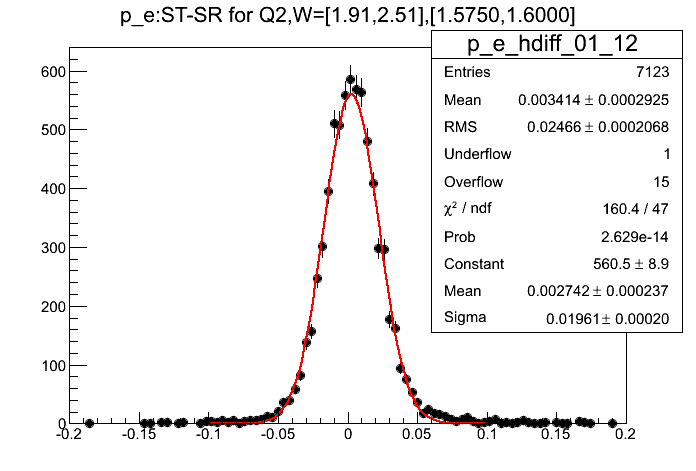 p_e:ST-SR for Q2,W=[1.91,2.51],[1.5750,1.6000]
p_e_hdiff_01_12
Entries 7123
Mean 0.003414 ± 0.0002925
RMS 0.02466 ± 0.0002068
Underflow 1
Overflow 15
χ² / ndf 160.4 / 47
Prob 2.629e-14
Constant 560.5 ± 8.9
Mean 0.002742 ± 0.000237
Sigma 0.01961 ± 0.00020
600
500
400
300
200
100
0
-0.2 -0.15 -0.1 -0.05 0 0.05 0.1 0.15 0.2